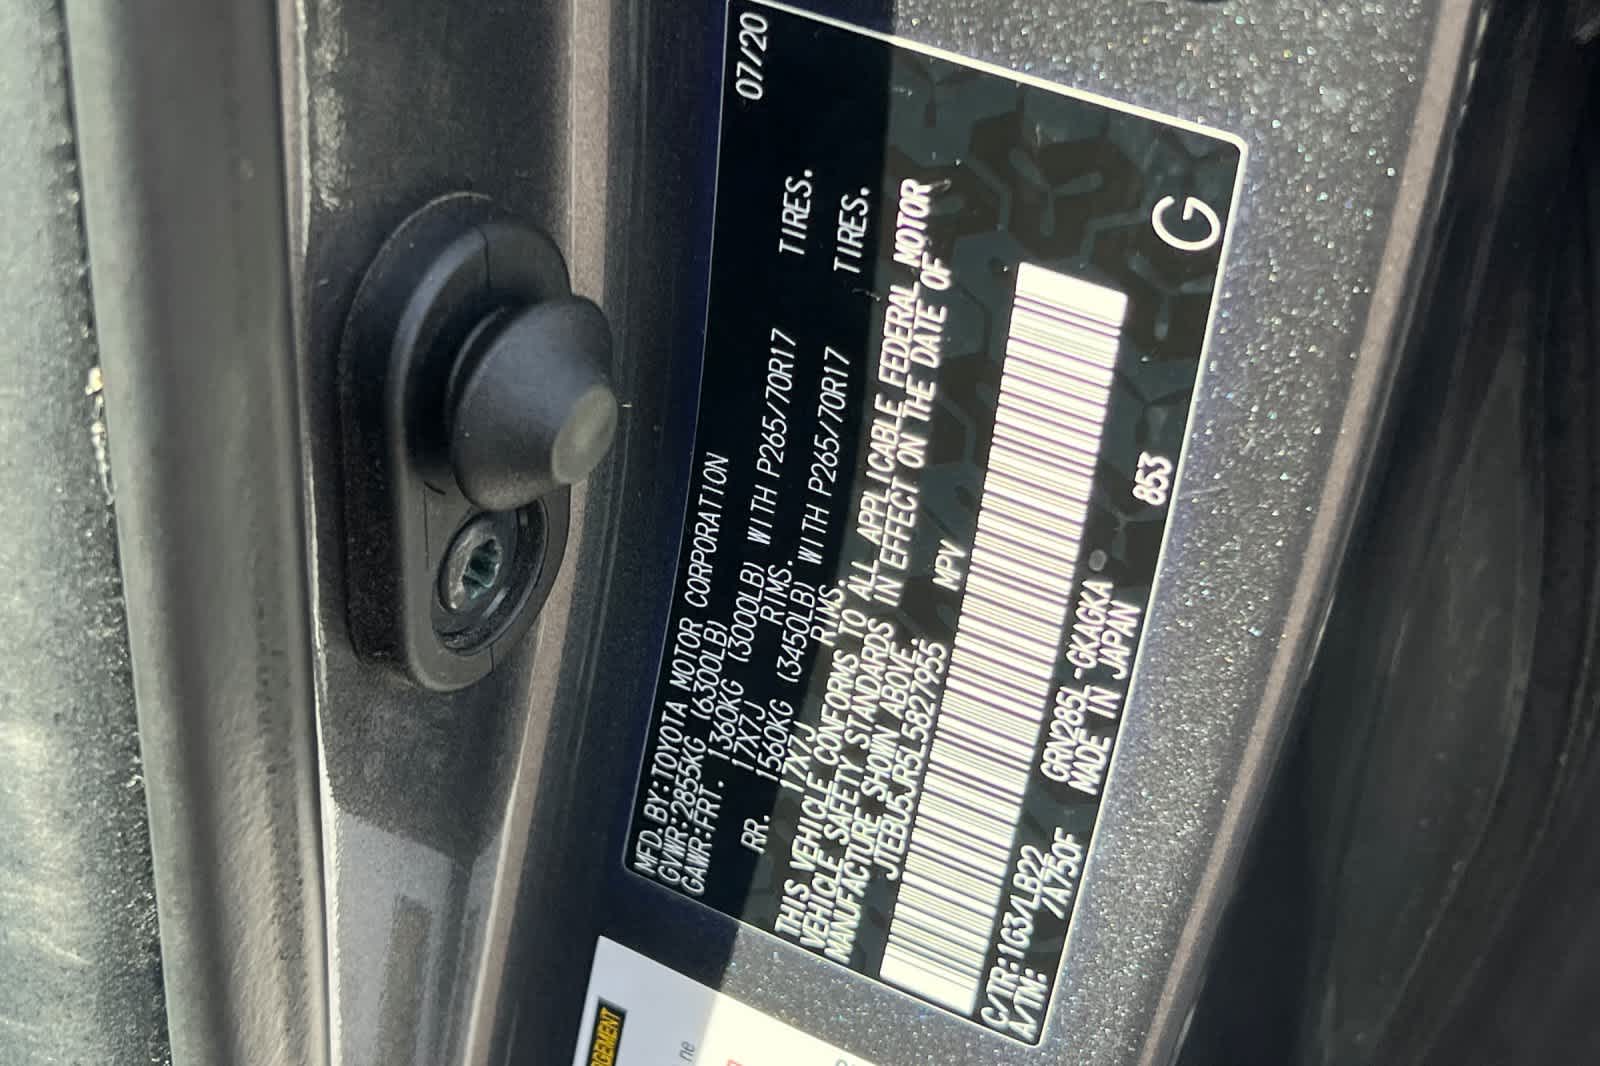 MFD.BY:TOYOTA MOTOR CORPORATION 07/20
GVWR:2855KG (6300LB)
GAWR:FRT. 1360KG (3000LB) WITH P265/70R17 TIRES.
17X7J RIMS.
RR. 1560KG (3450LB) WITH P265/70R17 TIRES.
17X7J RIMS.
THIS VEHICLE CONFORMS TO ALL APPLICABLE FEDERAL MOTOR
VEHICLE SAFETY STANDARDS IN EFFECT ON THE DATE OF
MANUFACTURE SHOWN ABOVE.
JTEBU5JR5L5827955 MPV
C/TR:1G3/LB22 GRN285L-GKAGKA
A/TM: /A750F MADE IN JAPAN 853 G